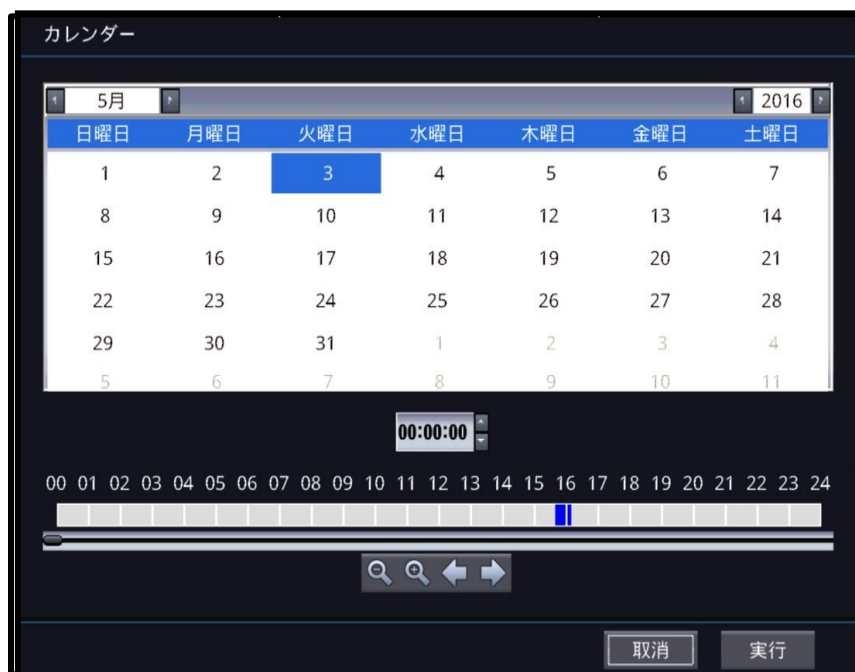 カレンダー
5月 2016
日曜日 月曜日 火曜日 水曜日 木曜日 金曜日 土曜日
1 2 3 4 5 6 7
8 9 10 11 12 13 14
15 16 17 18 19 20 21
22 23 24 25 26 27 28
29 30 31 1 2 3 4
5 6 7 8 9 10 11
00:00:00
00 01 02 03 04 05 06 07 08 09 10 11 12 13 14 15 16 17 18 19 20 21 22 23 24
取消 実行